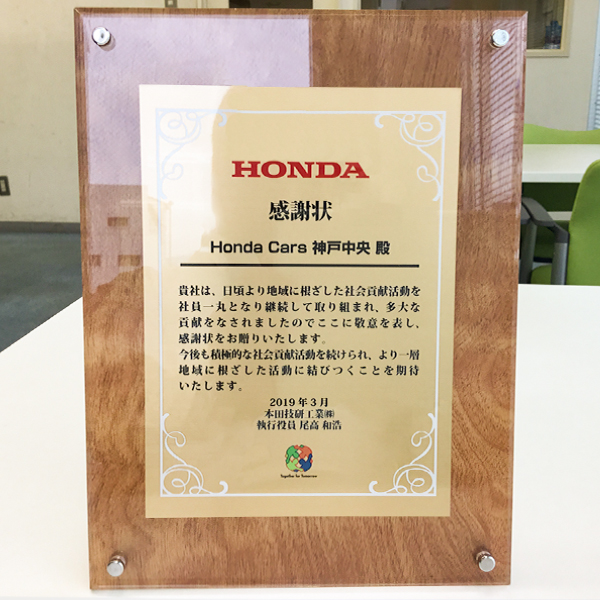 HONDA
感謝状
Honda Cars 神戸中央 殿
貴社は、日頃より地域に根ざした社会貢献活動を
社員一丸となり継続して取り組まれ、多大な
貢献をなされましたのでここに敬意を表し、
感謝状をお贈りいたします。
今後も積極的な社会貢献活動を続けられ、より一層
地域に根ざした活動に結びつくことを期待
いたします。
2019年3月
本田技研工業㈱
執行役員 尾高 和浩
Together for Tomorrow